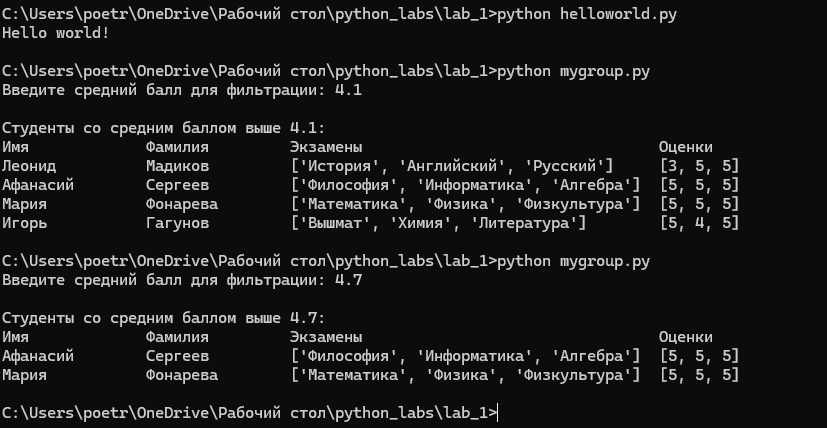 C:\Users\poetr\OneDrive\Рабочий стол\python_labs\lab_1>python helloworld.py
Hello world!
C:\Users\poetr\OneDrive\Рабочий стол\python_labs\lab_1>python mygroup.py
Введите средний балл для фильтрации: 4.1
Студенты со средним баллом выше 4.1:
Имя Фамилия Экзамены Оценки
Леонид Мадиков ['История', 'Английский', 'Русский'] [3, 5, 5]
Афанасий Сергеев ['Философия', 'Информатика', 'Алгебра'] [5, 5, 5]
Мария Фонарева ['Математика', 'Физика', 'Физкультура'] [5, 5, 5]
Игорь Гагунов ['Вышмат', 'Химия', 'Литература'] [5, 4, 5]
C:\Users\poetr\OneDrive\Рабочий стол\python_labs\lab_1>python mygroup.py
Введите средний балл для фильтрации: 4.7
Студенты со средним баллом выше 4.7:
Имя Фамилия Экзамены Оценки
Афанасий Сергеев ['Философия', 'Информатика', 'Алгебра'] [5, 5, 5]
Мария Фонарева ['Математика', 'Физика', 'Физкультура'] [5, 5, 5]
C:\Users\poetr\OneDrive\Рабочий стол\python_labs\lab_1>